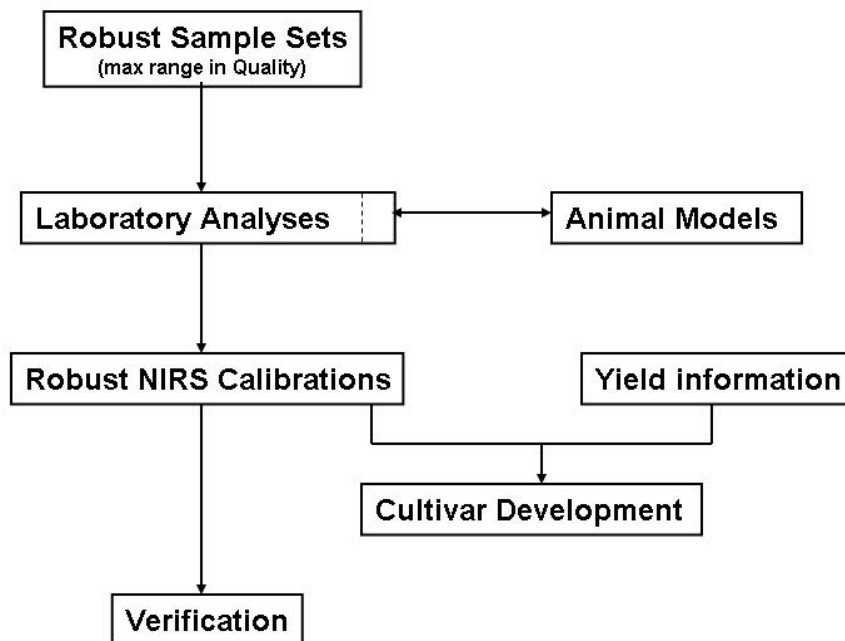 Robust Sample Sets
(max range in Quality)
Laboratory Analyses
Animal Models
Robust NIRS Calibrations
Yield information
Cultivar Development
Verification